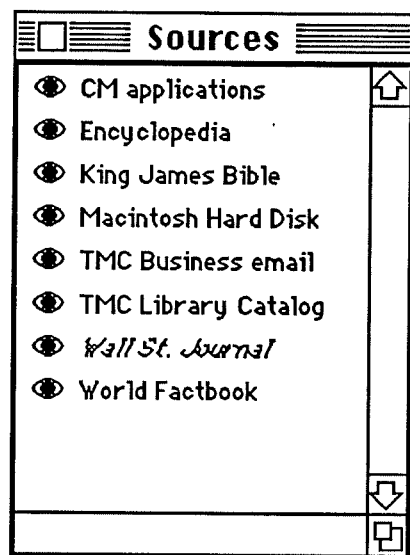 Sources
CM applications
Encyclopedia
King James Bible
Macintosh Hard Disk
TMC Business email
TMC Library Catalog
Wall St. Journal
World Factbook